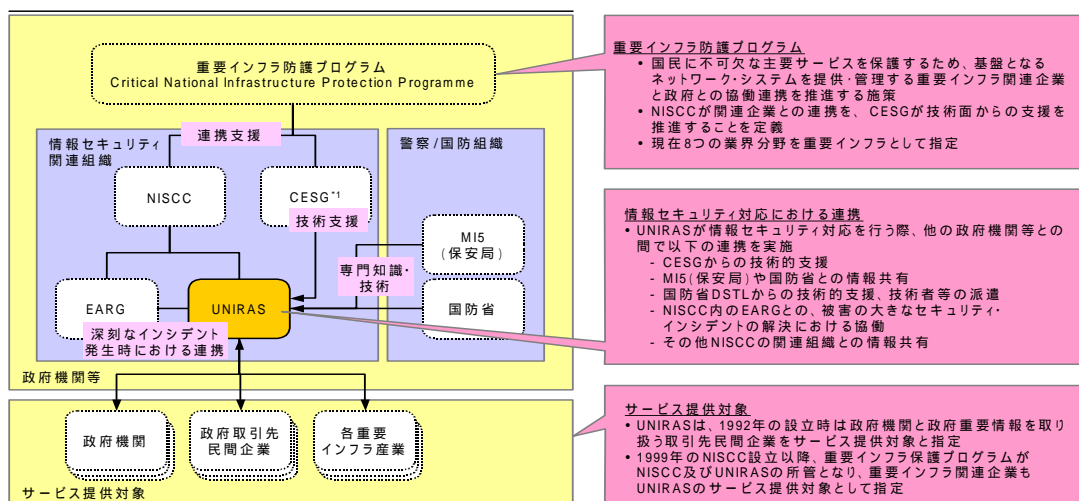 重要インフラ防護プログラム
Critical National Infrastructure Protection Programme
連携支援
情報セキュリティ
関連組織
警察/国防組織
NISCC
CESG*1
技術支援
MI5
(保安局)
専門知識・
技術
EARG
UNIRAS
国防省
深刻なインシデント
発生時における連携
政府機関等
政府機関
政府取引先
民間企業
各重要
インフラ産業
サービス提供対象
重要インフラ防護プログラム
• 国民に不可欠な主要サービスを保護するため、基盤となる
ネットワーク・システムを提供・管理する重要インフラ関連企業
と政府との協働連携を推進する施策
• NISCCが関連企業との連携を、CESGが技術面からの支援を
推進することを定義
• 現在8つの業界分野を重要インフラとして指定
情報セキュリティ対応における連携
• UNIRASが情報セキュリティ対応を行う際、他の政府機関等との
間で以下の連携を実施
- CESGからの技術的支援
- MI5(保安局)や国防省との情報共有
- 国防省DSTLからの技術的支援、技術者等の派遣
- NISCC内のEARGとの、被害の大きなセキュリティ・
インシデントの解決における協働
- その他NISCCの関連組織との情報共有
サービス提供対象
• UNIRASは、1992年の設立時は政府機関と政府重要情報を取り
扱う取引先民間企業をサービス提供対象と指定
• 1999年のNISCC設立以降、重要インフラ保護プログラムが
NISCC及びUNIRASの所管となり、重要インフラ関連企業も
UNIRASのサービス提供対象として指定